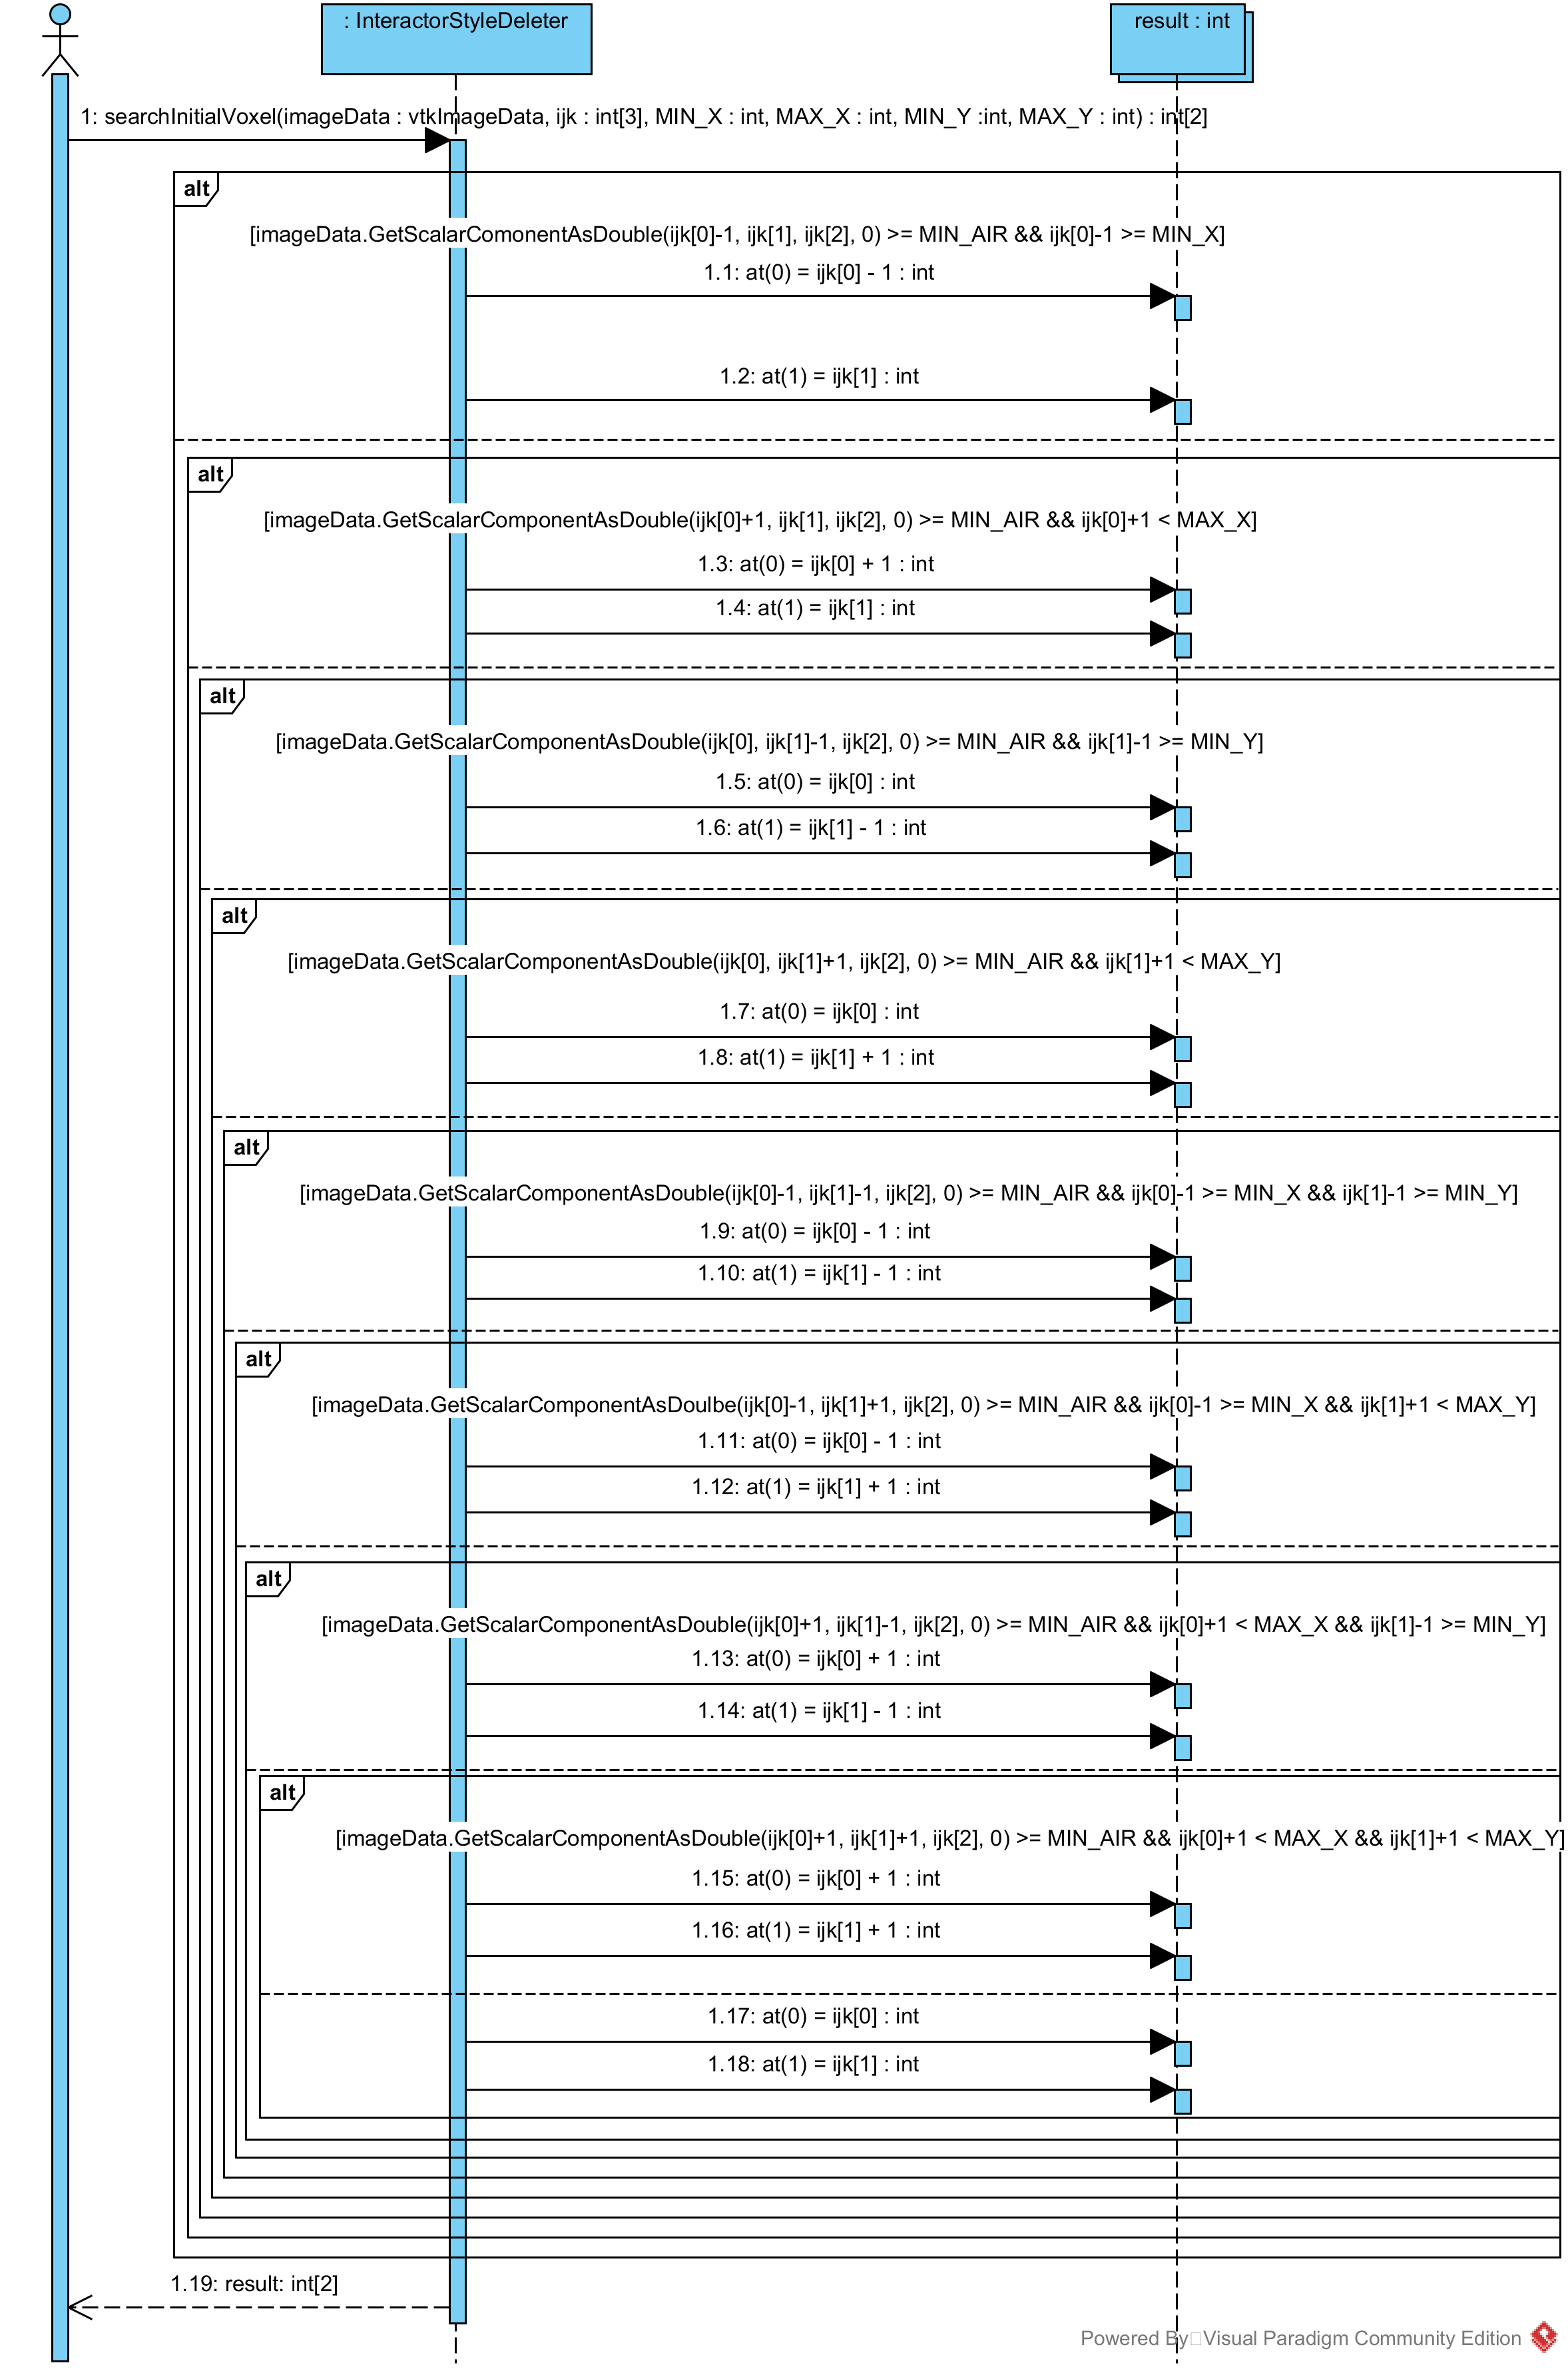 : InteractorStyleDeleter
result : int
1: searchInitialVoxel(imageData : vtkImageData, ijk : int[3], MIN_X : int, MAX_X : int, MIN_Y :int, MAX_Y : int) : int[2]
alt
[imageData.GetScalarComonentAsDouble(ijk[0]-1, ijk[1], ijk[2], 0) >= MIN_AIR && ijk[0]-1 >= MIN_X]
1.1: at(0) = ijk[0] - 1 : int
1.2: at(1) = ijk[1] : int
alt
[imageData.GetScalarComponentAsDouble(ijk[0]+1, ijk[1], ijk[2], 0) >= MIN_AIR && ijk[0]+1 < MAX_X]
1.3: at(0) = ijk[0] + 1 : int
1.4: at(1) = ijk[1] : int
alt
[imageData.GetScalarComponentAsDouble(ijk[0], ijk[1]-1, ijk[2], 0) >= MIN_AIR && ijk[1]-1 >= MIN_Y]
1.5: at(0) = ijk[0] : int
1.6: at(1) = ijk[1] - 1 : int
alt
[imageData.GetScalarComponentAsDouble(ijk[0], ijk[1]+1, ijk[2], 0) >= MIN_AIR && ijk[1]+1 < MAX_Y]
1.7: at(0) = ijk[0] : int
1.8: at(1) = ijk[1] + 1 : int
alt
[imageData.GetScalarComponentAsDouble(ijk[0]-1, ijk[1]-1, ijk[2], 0) >= MIN_AIR && ijk[0]-1 >= MIN_X && ijk[1]-1 >= MIN_Y]
1.9: at(0) = ijk[0] - 1 : int
1.10: at(1) = ijk[1] - 1 : int
alt
[imageData.GetScalarComponentAsDoulbe(ijk[0]-1, ijk[1]+1, ijk[2], 0) >= MIN_AIR && ijk[0]-1 >= MIN_X && ijk[1]+1 < MAX_Y]
1.11: at(0) = ijk[0] - 1 : int
1.12: at(1) = ijk[1] + 1 : int
alt
[imageData.GetScalarComponentAsDouble(ijk[0]+1, ijk[1]-1, ijk[2], 0) >= MIN_AIR && ijk[0]+1 < MAX_X && ijk[1]-1 >= MIN_Y]
1.13: at(0) = ijk[0] + 1 : int
1.14: at(1) = ijk[1] - 1 : int
alt
[imageData.GetScalarComponentAsDouble(ijk[0]+1, ijk[1]+1, ijk[2], 0) >= MIN_AIR && ijk[0]+1 < MAX_X && ijk[1]+1 < MAX_Y]
1.15: at(0) = ijk[0] + 1 : int
1.16: at(1) = ijk[1] + 1 : int
1.17: at(0) = ijk[0] : int
1.18: at(1) = ijk[1] : int
1.19: result: int[2]
Powered By Visual Paradigm Community Edition